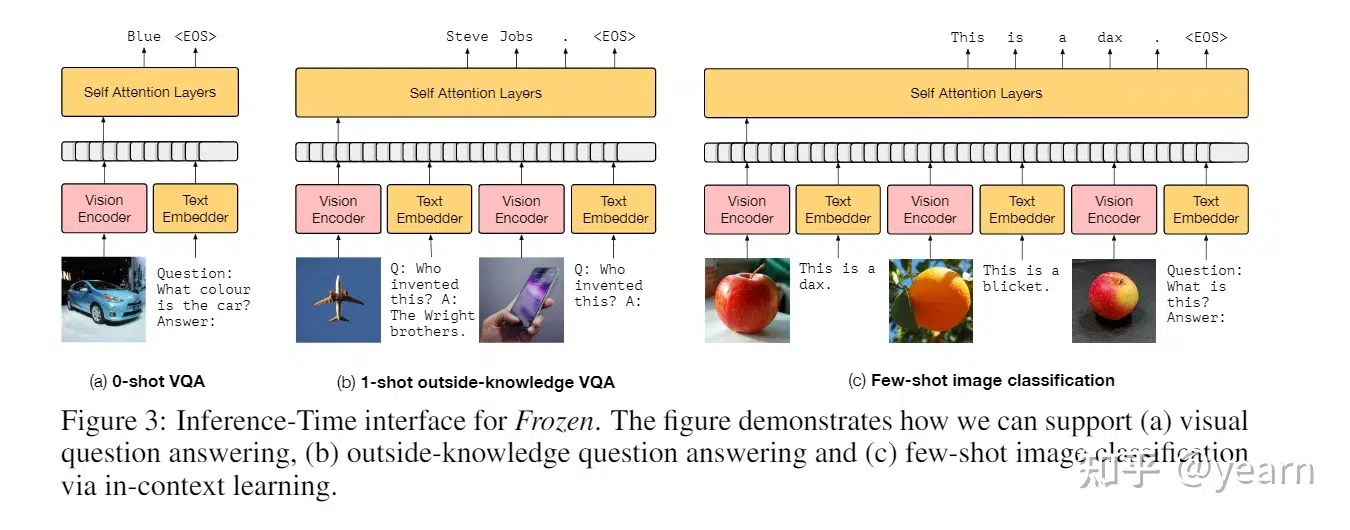 Blue <EOS>
Self Attention Layers
Vision
Encoder
Text
Embedder
Question:
What colour
is the car?
Answer:
(a) 0-shot VQA
Steve Jobs . <EOS>
Self Attention Layers
Vision
Encoder
Text
Embedder
Vision
Encoder
Text
Embedder
Q: Who
invented
this? A:
The Wright
brothers.
Q: Who
invented
this? A:
(b) 1-shot outside-knowledge VQA
This is a dax . <EOS>
Self Attention Layers
Vision
Encoder
Text
Embedder
Vision
Encoder
Text
Embedder
Vision
Encoder
Text
Embedder
This is a
dax.
This is a
blicket.
Question:
What is
this?
Answer:
(c) Few-shot image classification
Figure 3: Inference-Time interface for Frozen. The figure demonstrates how we can support (a) visual
question answering, (b) outside-knowledge question answering and (c) few-shot image classification
via in-context learning.
知乎 @yearn